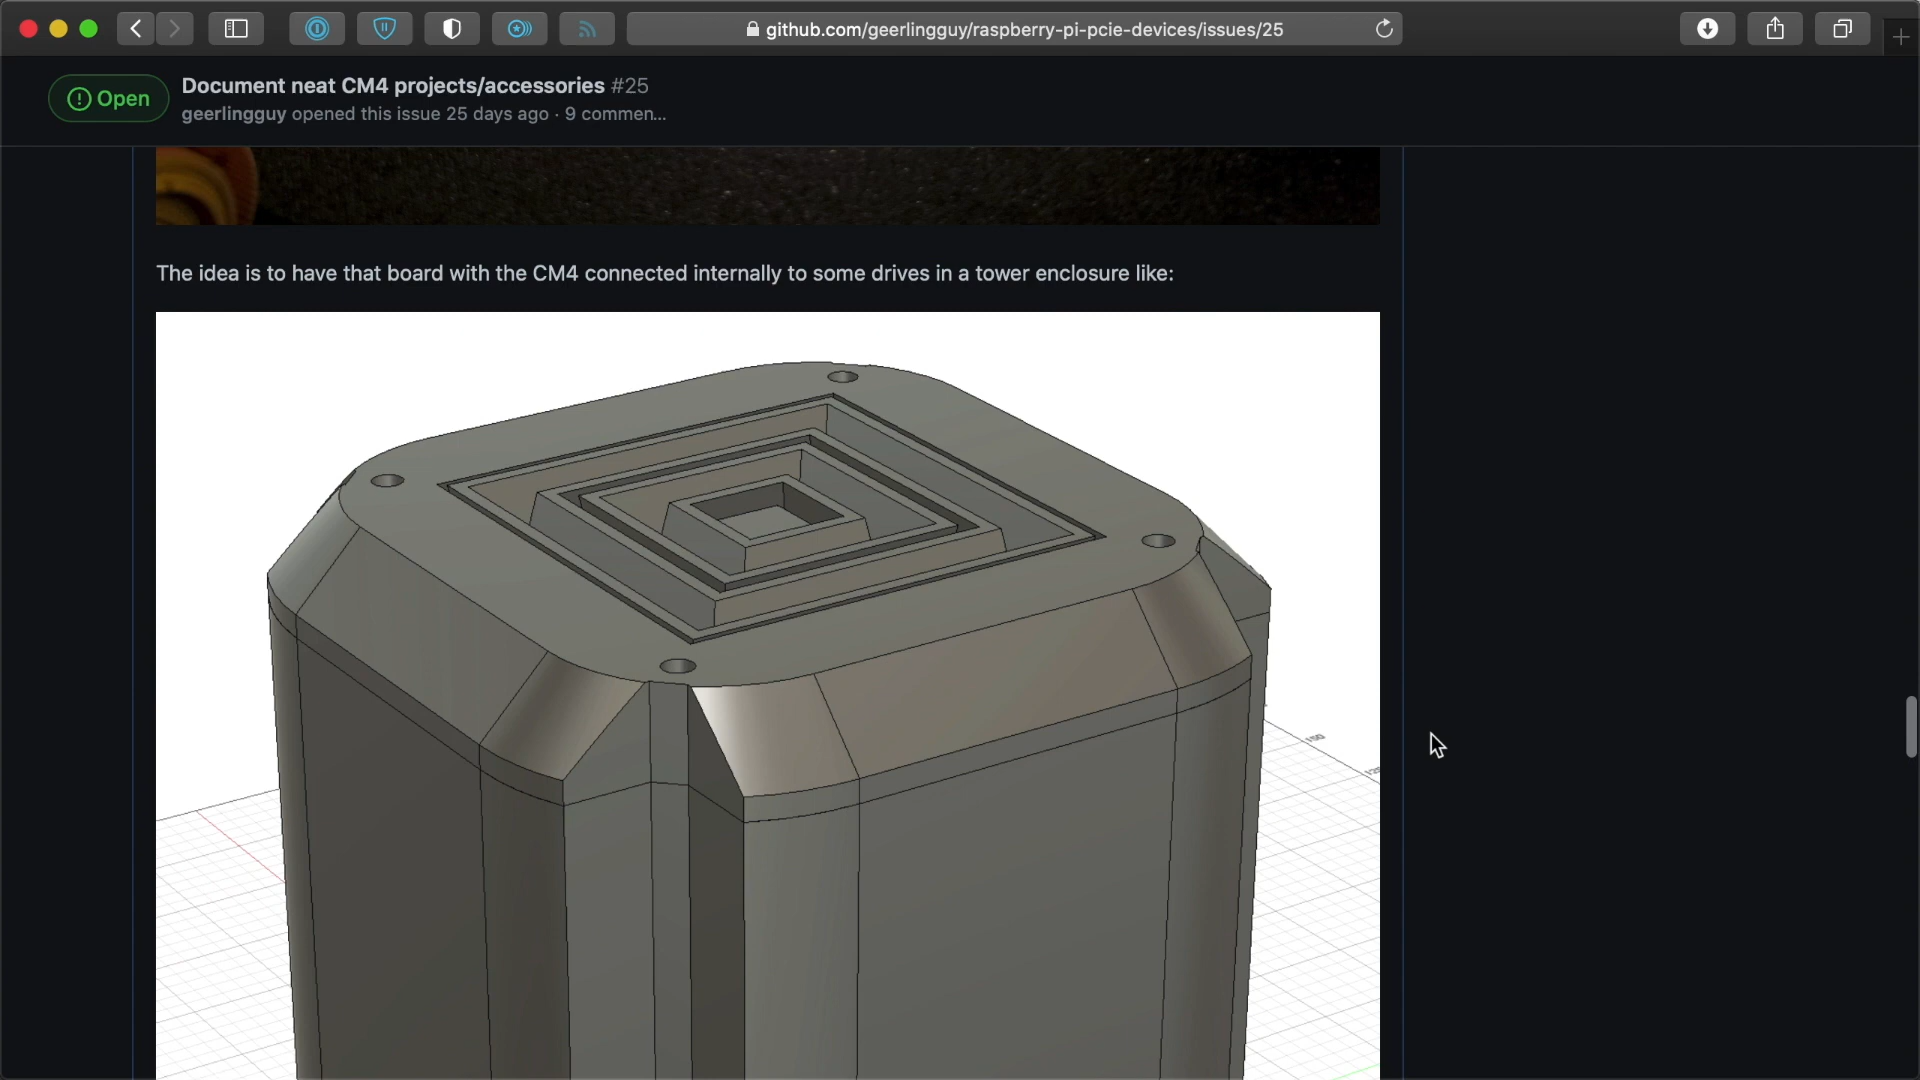 github.com/geerlingguy/raspberry-pi-pcie-devices/issues/25
Open
Document neat CM4 projects/accessories #25
geerlingguy opened this issue 25 days ago · 9 commen...
The idea is to have that board with the CM4 connected internally to some drives in a tower enclosure like: